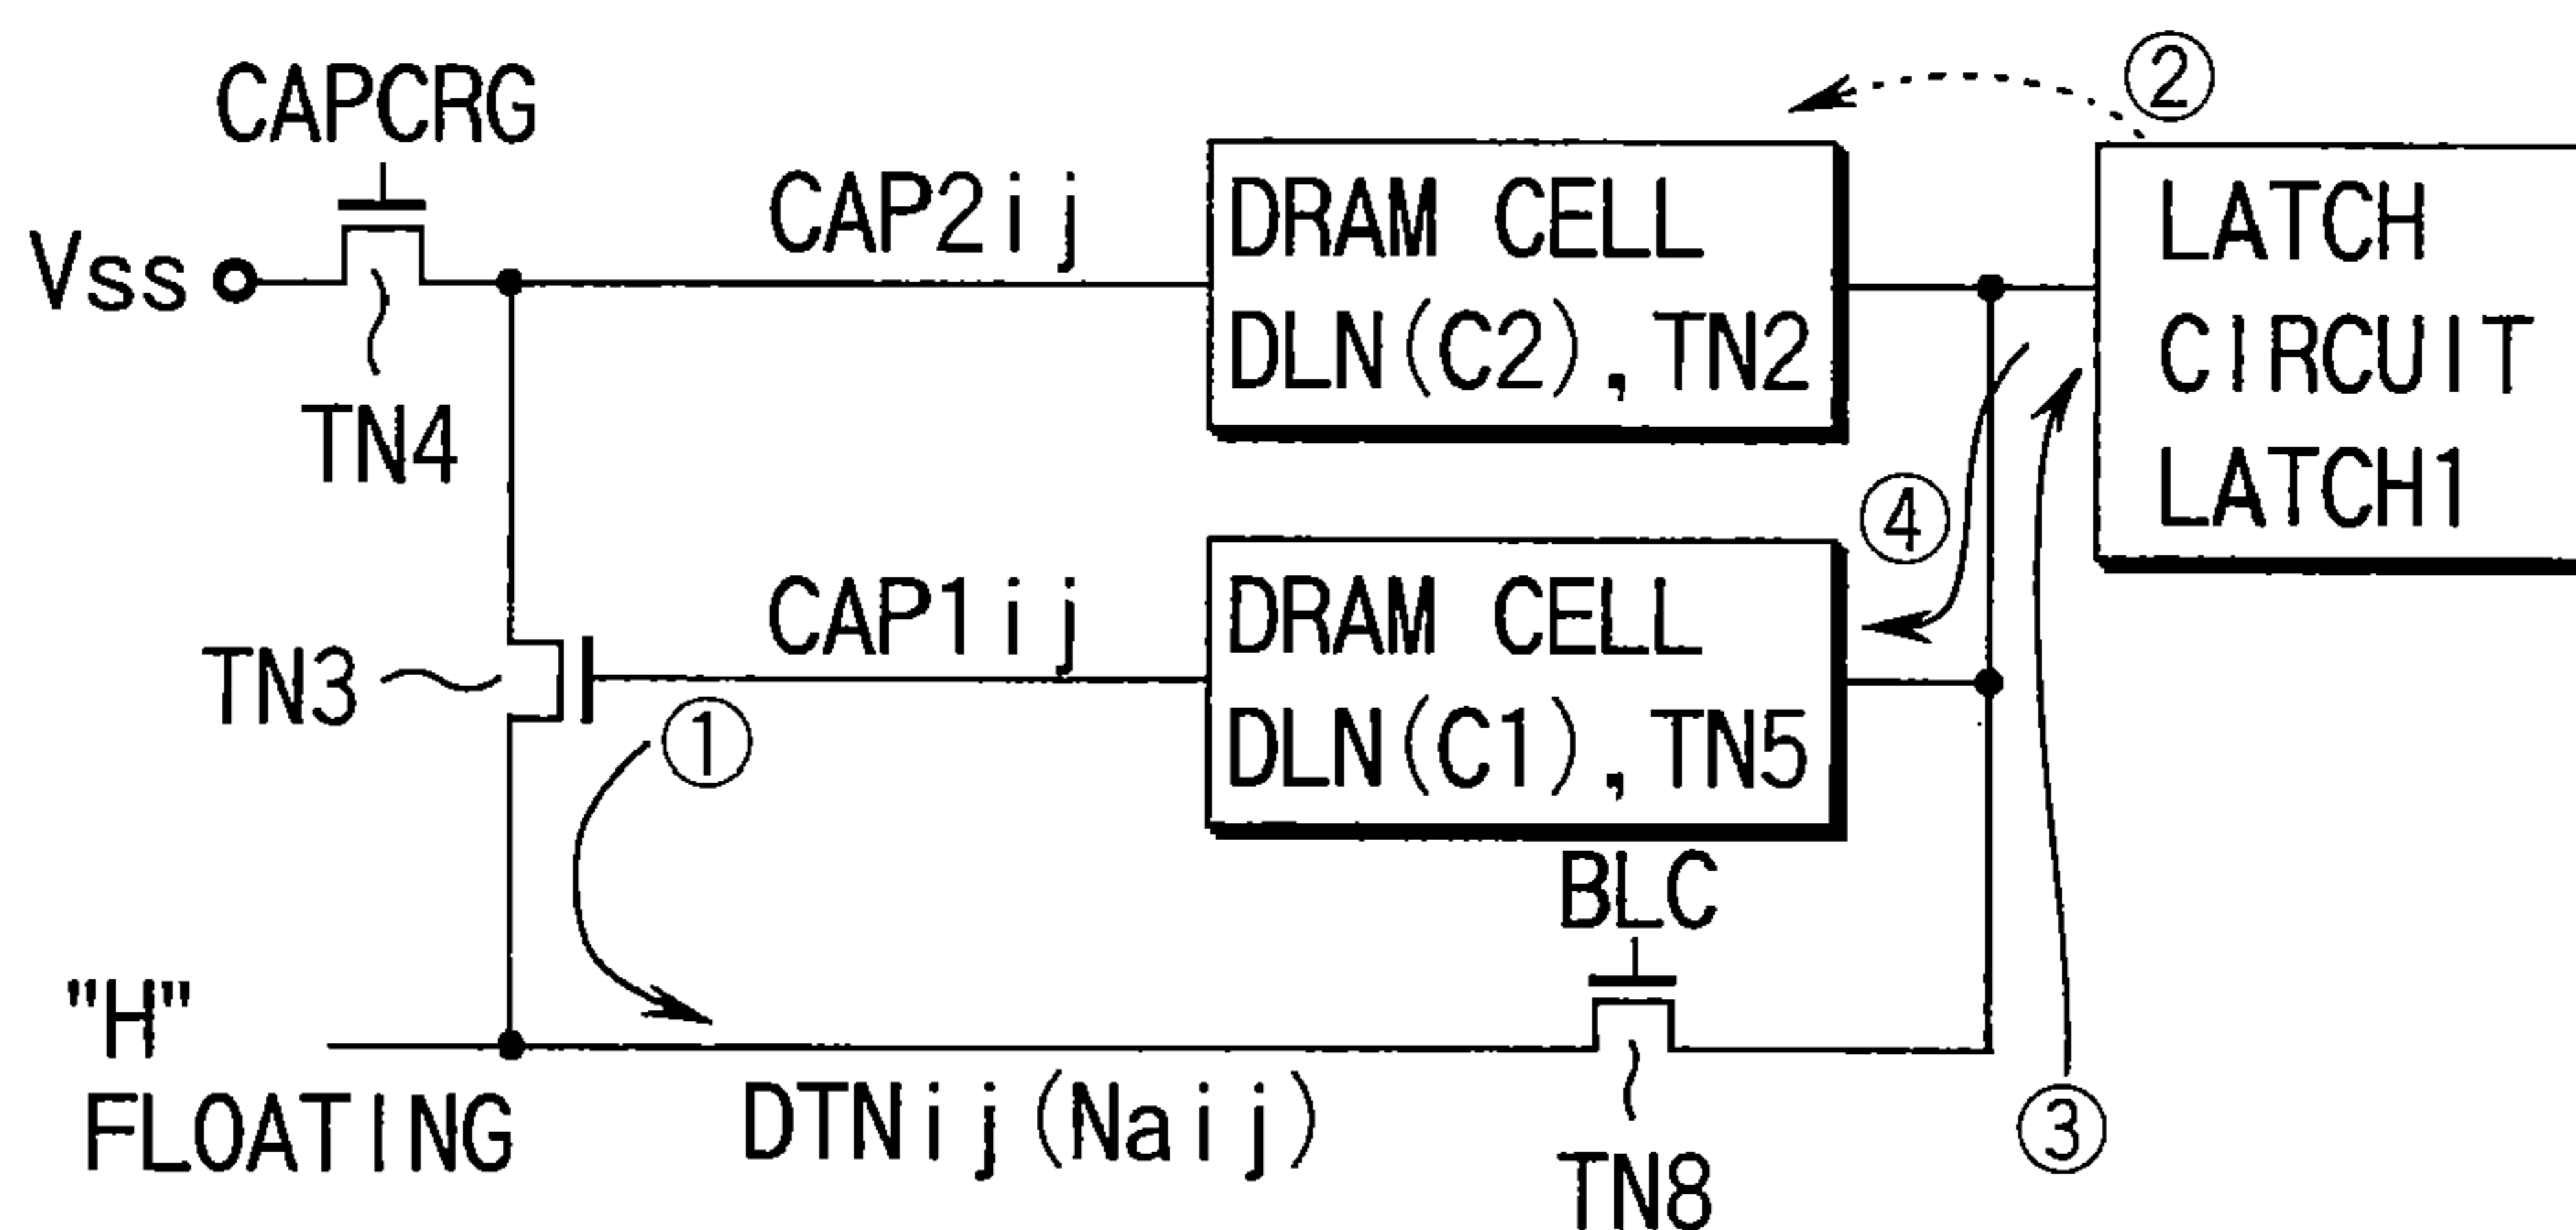 CAPCRG
②
Vss
CAP2ij
DRAM CELL
DLN(C2), TN2
LATCH
CIRCUIT
LATCH1
TN4
④
TN3
CAP1ij
DRAM CELL
DLN(C1), TN5
①
BLC
"H"
FLOATING
DTNij(Naij)
TN8
③